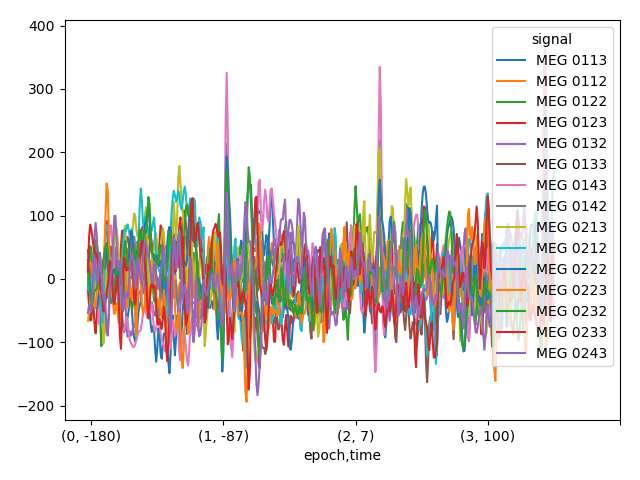 400
300
200
100
0
−100
−200
(0, -180)
(1, -87)
(2, 7)
(3, 100)
epoch,time
signal
MEG 0113
MEG 0112
MEG 0122
MEG 0123
MEG 0132
MEG 0133
MEG 0143
MEG 0142
MEG 0213
MEG 0212
MEG 0222
MEG 0223
MEG 0232
MEG 0233
MEG 0243